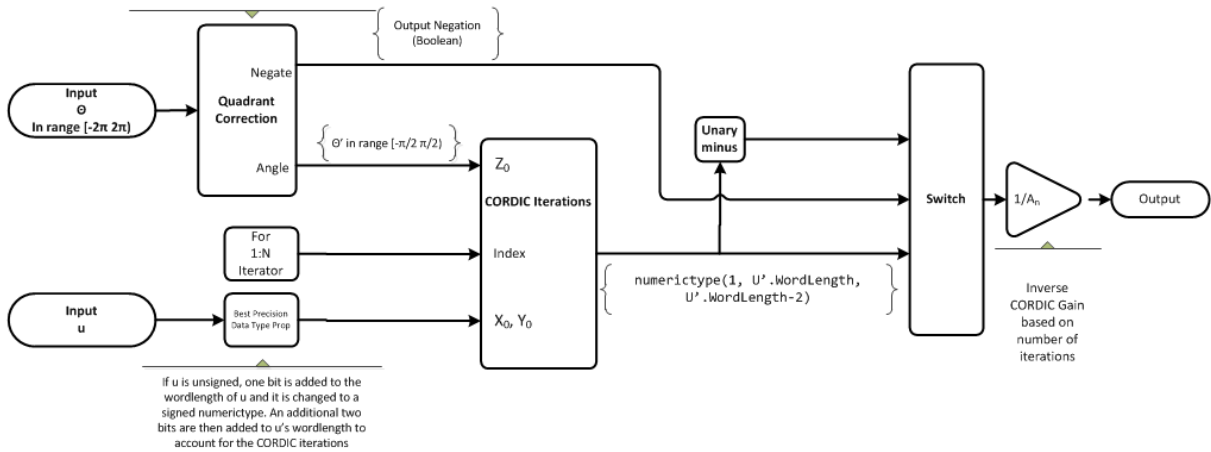 Output Negation
(Boolean)
Negate
Input
Θ
In range [-2π 2π)
Quadrant
Correction
Θ' in range [-π/2 π/2)
Angle
Unary
minus
Z0
CORDIC Iterations
Switch
1/An
Output
For
1:N
Iterator
Index
numerictype(1, U'.WordLength,
U'.WordLength-2)
Input
u
Best Precision
Data Type Prop
X0, Y0
Inverse
CORDIC Gain
based on
number of
iterations
If u is unsigned, one bit is added to the
wordlength of u and it is changed to a
signed numerictype. An additional two
bits are then added to u's wordlength to
account for the CORDIC iterations